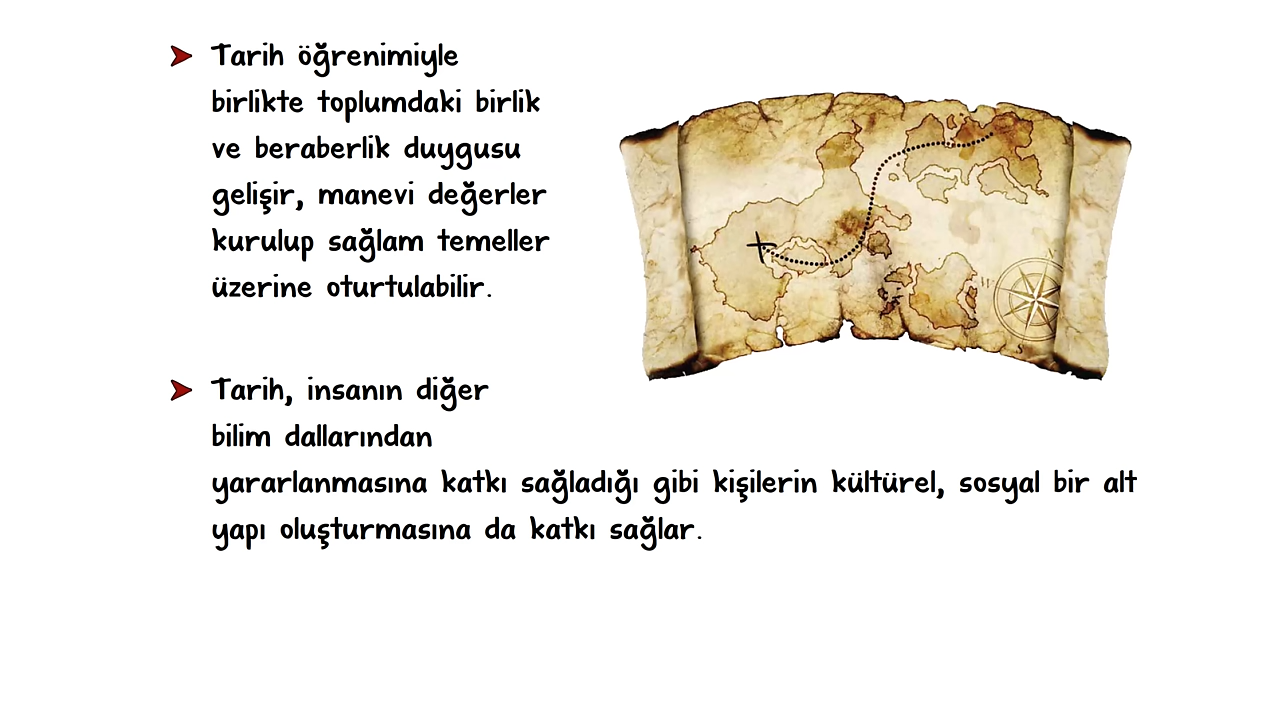 Tarih öğrenimiyle
birlikte toplumdaki birlik
ve beraberlik duygusu
gelişir, manevi değerler
kurulup sağlam temeller
üzerine oturtulabilir.
Tarih, insanın diğer
bilim dallarından
yararlanmasına katkı sağladığı gibi kişilerin kültürel, sosyal bir alt
yapı oluşturmasına da katkı sağlar.
W
S